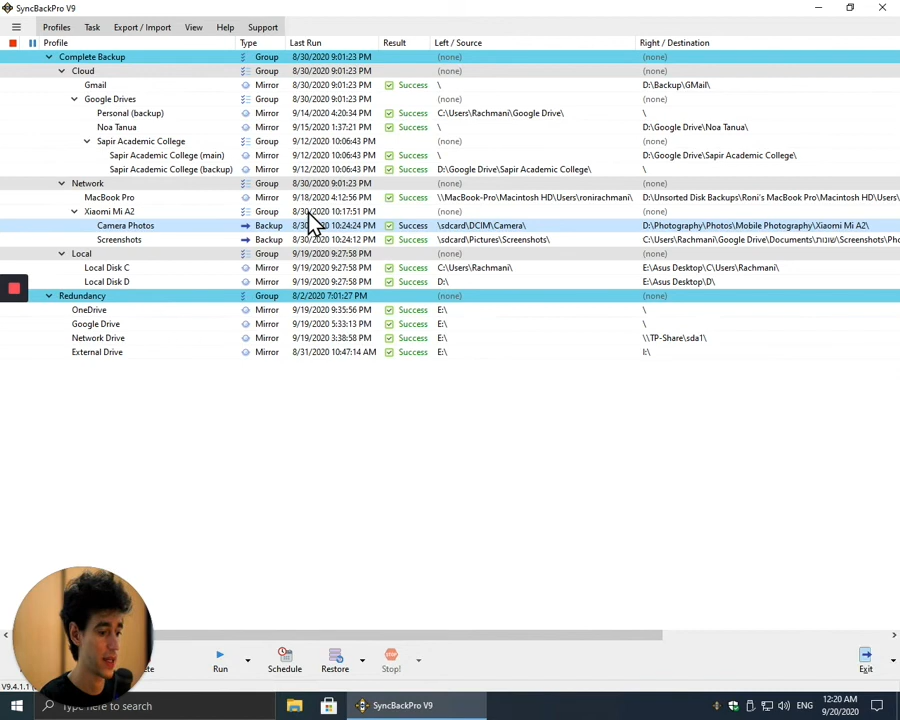 SyncBackPro V9
Profiles Task Export / Import View Help Support
Profile Type Last Run Result Left / Source Right / Destination
Complete Backup Group 8/30/2020 9:01:23 PM (none) (none)
Cloud Group 8/30/2020 9:01:23 PM (none) (none)
Gmail Mirror 8/30/2020 9:01:23 PM Success \ D:\Backup\GMail\
Google Drives Group 8/30/2020 9:01:23 PM (none) (none)
Personal (backup) Mirror 9/14/2020 4:20:34 PM Success C:\Users\Rachmani\Google Drive\ \
Noa Tanua Mirror 9/15/2020 1:37:21 PM Success \ D:\Google Drive\Noa Tanua\
Sapir Academic College Group 9/12/2020 10:06:43 PM (none) (none)
Sapir Academic College (main) Mirror 9/12/2020 10:06:43 PM Success \ D:\Google Drive\Sapir Academic College\
Sapir Academic College (backup) Mirror 9/12/2020 10:06:43 PM Success D:\Google Drive\Sapir Academic College\ \
Network Group 8/30/2020 9:01:23 PM (none) (none)
MacBook Pro Mirror 9/18/2020 4:12:56 PM Success \\MacBook-Pro\Macintosh HD\Users\ronirachmani\ D:\Unsorted Disk Backups\Roni's MacBook Pro\Macintosh HD\Users\
Xiaomi Mi A2 Group 8/30/2020 10:17:51 PM (none) (none)
Camera Photos Backup 8/30/2020 10:24:24 PM Success \sdcard\DCIM\Camera\ D:\Photography\Photos\Mobile Photography\Xiaomi Mi A2\
Screenshots Backup 8/30/2020 10:24:12 PM Success \sdcard\Pictures\Screenshots\ C:\Users\Rachmani\Google Drive\Documents\שונות\Screenshots\Pho
Local Group 9/19/2020 9:27:58 PM (none) (none)
Local Disk C Mirror 9/19/2020 9:27:58 PM Success C:\Users\Rachmani\ E:\Asus Desktop\C\Users\Rachmani\
Local Disk D Mirror 9/19/2020 9:27:58 PM Success D:\ E:\Asus Desktop\D\
Redundancy Group 8/2/2020 7:01:27 PM (none) (none)
OneDrive Mirror 9/19/2020 9:35:56 PM Success E:\ \
Google Drive Mirror 9/19/2020 5:33:13 PM Success E:\ \
Network Drive Mirror 9/19/2020 3:38:58 PM Success E:\ \\TP-Share\sda1\
External Drive Mirror 8/31/2020 10:47:14 AM Success E:\ I:\
Run Schedule Restore Stop! Exit
V9.4.1.1
Type here to search SyncBackPro V9 ENG 12:20 AM
9/20/2020